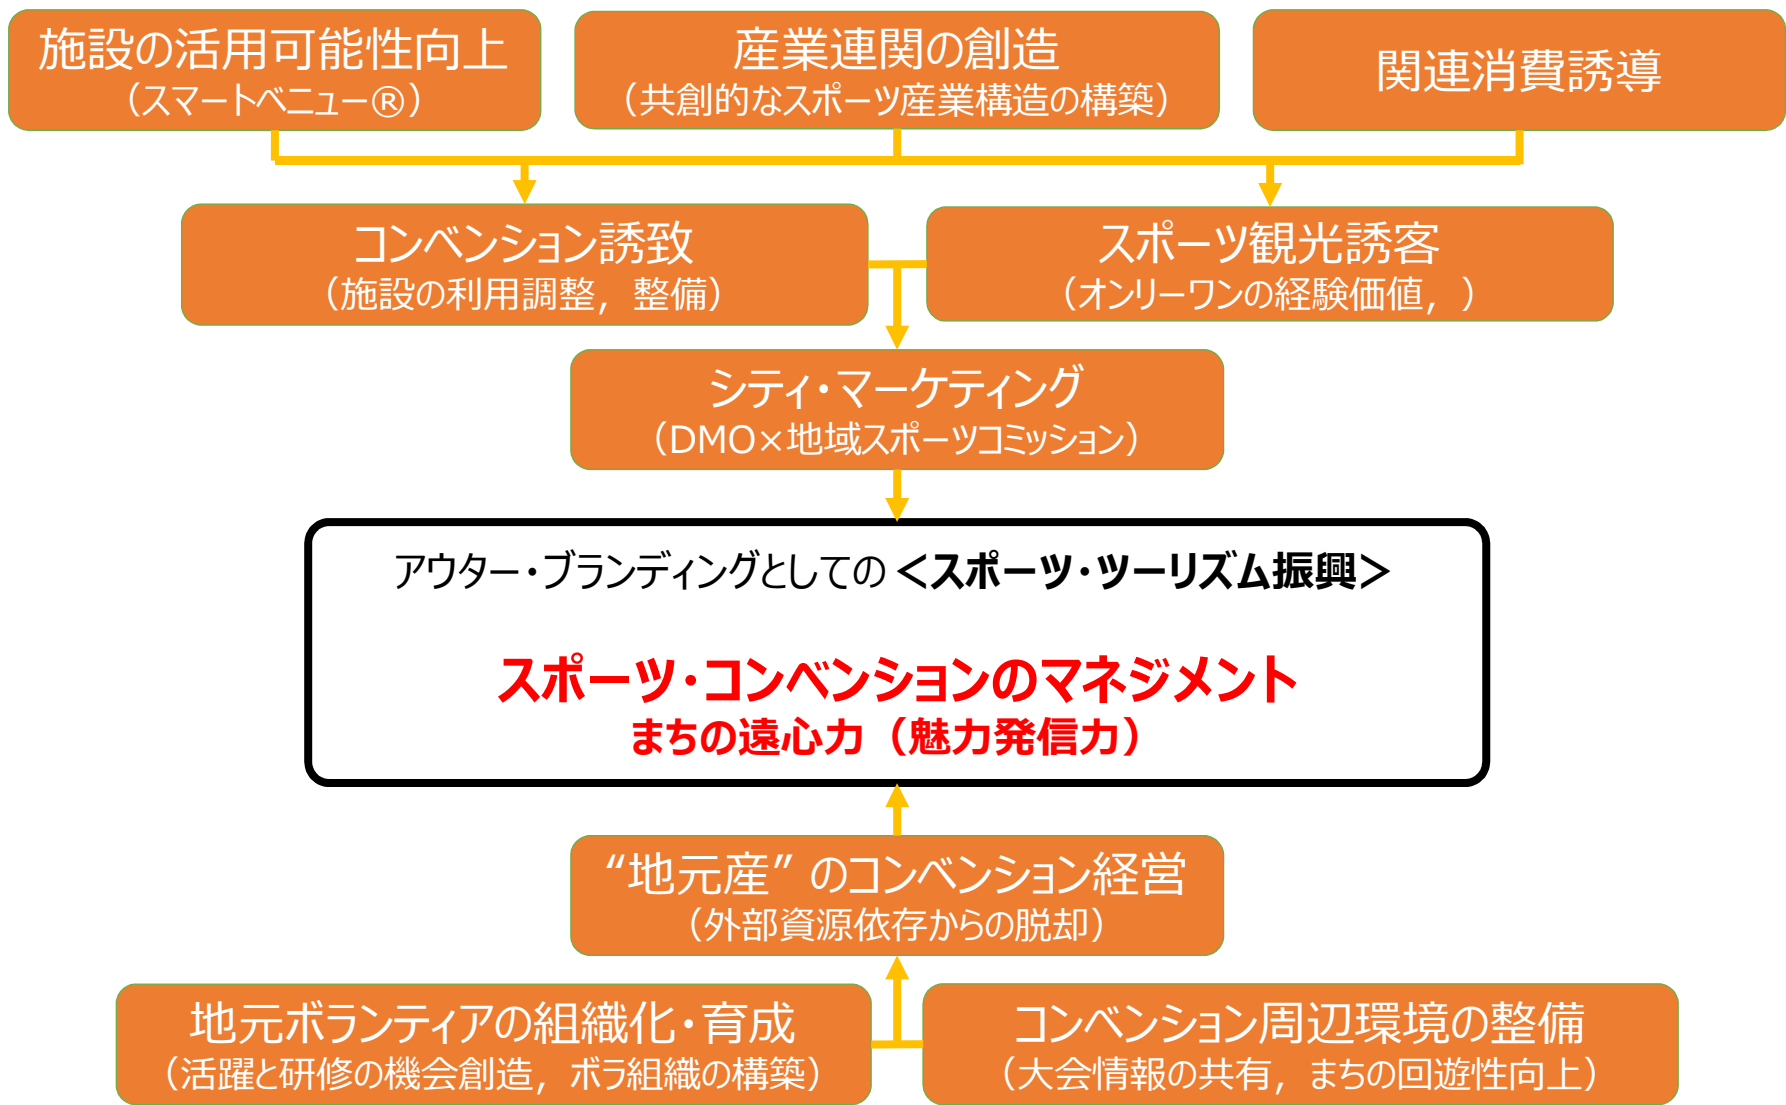 施設の活用可能性向上
（スマートベニュー®）
産業連関の創造
（共創的なスポーツ産業構造の構築）
関連消費誘導
コンベンション誘致
（施設の利用調整，整備）
スポーツ観光誘客
（オンリーワンの経験価値，）
シティ・マーケティング
（DMO×地域スポーツコミッション）
アウター・ブランディングとしての＜スポーツ・ツーリズム振興＞
スポーツ・コンベンションのマネジメント
まちの遠心力（魅力発信力）
“地元産” のコンベンション経営
（外部資源依存からの脱却）
地元ボランティアの組織化・育成
（活躍と研修の機会創造，ボラ組織の構築）
コンベンション周辺環境の整備
（大会情報の共有，まちの回遊性向上）